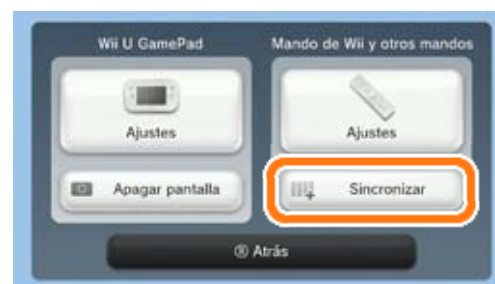 Wii U GamePad
Mando de Wii y otros mandos
Ajustes
Ajustes
Apagar pantalla
Sincronizar
Ⓑ Atrás